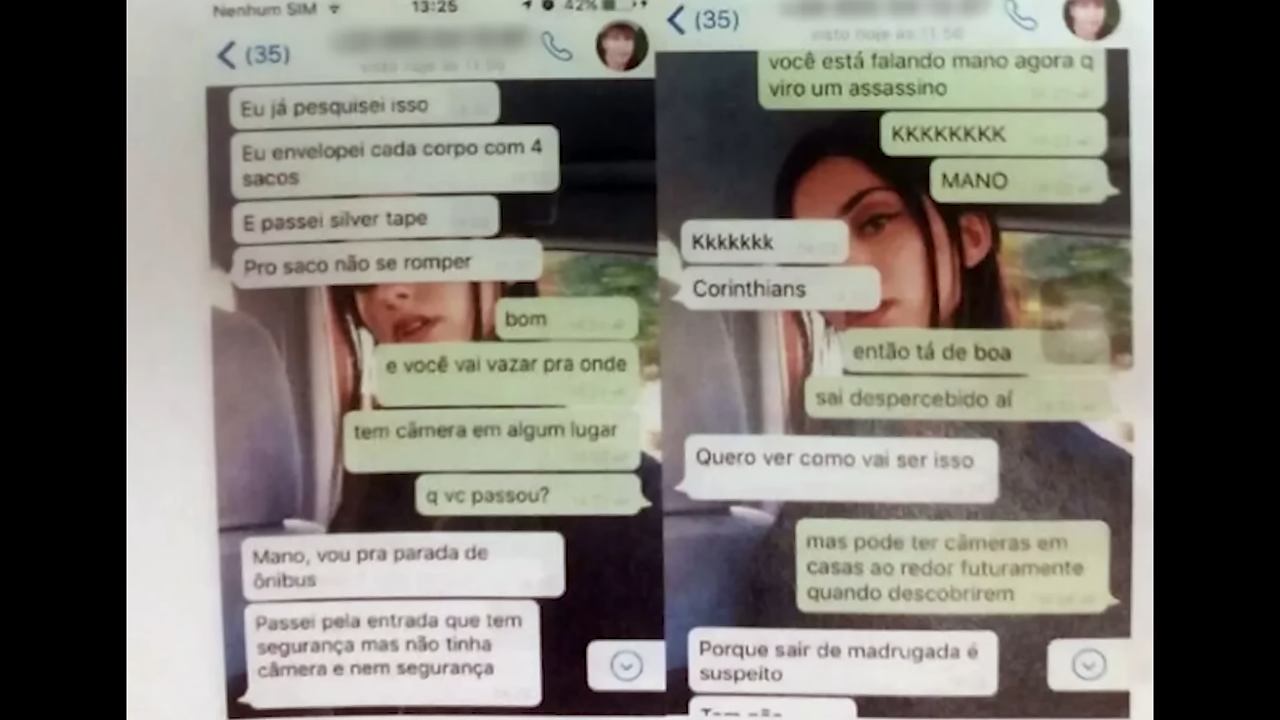 Nenhum SIM
13:25
42%
(35)
Eu já pesquisei isso
Eu envelopei cada corpo com 4
sacos
E passei silver tape
Pro saco não se romper
bom
e você vai vazar pra onde
tem câmera em algum lugar
q vc passou?
Mano, vou pra parada de
ônibus
Passei pela entrada que tem
segurança mas não tinha
câmera e nem segurança
(35)
visto hoje às 11:56
você está falando mano agora q
viro um assassino
KKKKKKKK
MANO
Kkkkkkk
Corinthians
então tá de boa
sai despercebido aí
Quero ver como vai ser isso
mas pode ter câmeras em
casas ao redor futuramente
quando descobrirem
Porque sair de madrugada é
suspeito